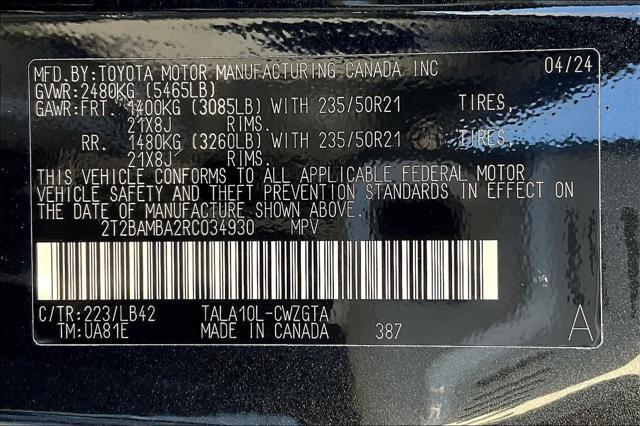 MFD.BY:TOYOTA MOTOR MANUFACTURING CANADA INC 04/24
GVWR:2480KG (5465LB)
GAWR:FRT. 1400KG (3085LB) WITH 235/50R21 TIRES,
21X8J RIMS.
RR. 1480KG (3260LB) WITH 235/50R21 TIRES,
21X8J RIMS.
THIS VEHICLE CONFORMS TO ALL APPLICABLE FEDERAL MOTOR
VEHICLE SAFETY AND THEFT PREVENTION STANDARDS IN EFFECT ON
THE DATE OF MANUFACTURE SHOWN ABOVE.
2T2BAMBA2RC034930 MPV
C/TR:223/LB42 TALA10L-CWZGTA
TM:UA81E MADE IN CANADA 387 A